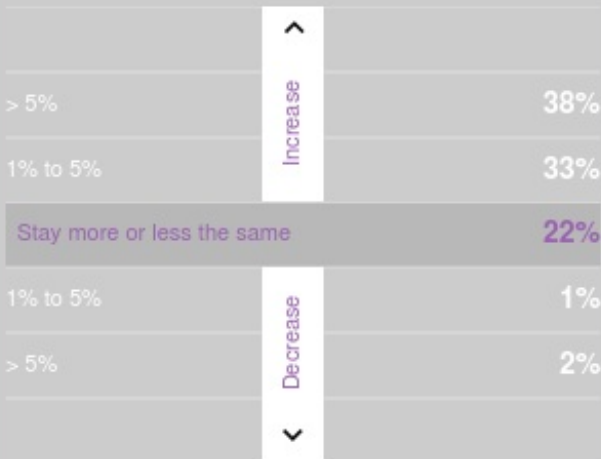 Increase
> 5% 38%
1% to 5% 33%
Stay more or less the same 22%
Decrease
1% to 5% 1%
> 5% 2%